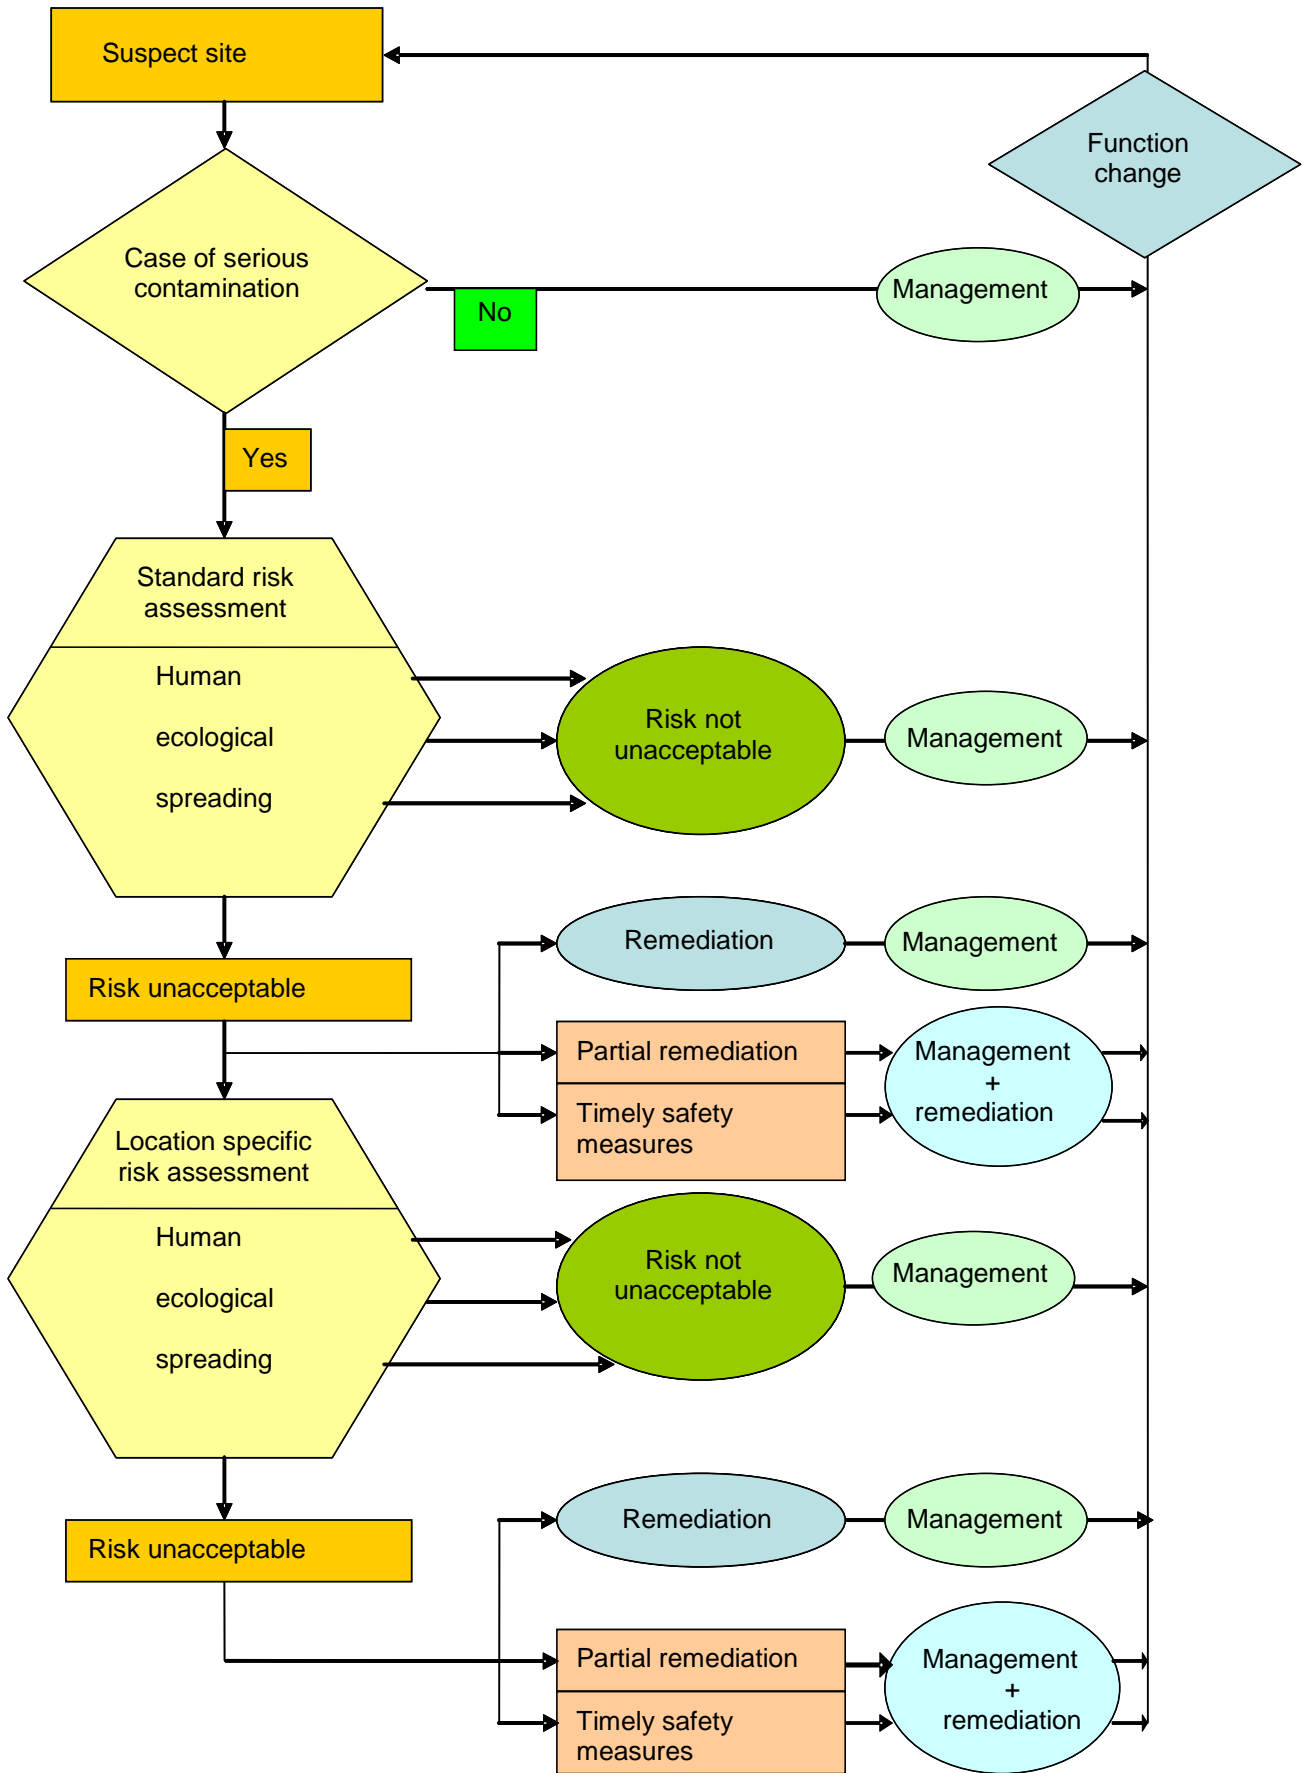 Suspect site
Function
change
Case of serious
contamination
Management
No
Yes
Standard risk
assessment
Human
ecological
spreading
Risk not
unacceptable
Management
Remediation
Management
Risk unacceptable
Partial remediation
Timely safety
measures
Management
+
remediation
Location specific
risk assessment
Human
ecological
spreading
Risk not
unacceptable
Management
Remediation
Management
Risk unacceptable
Partial remediation
Timely safety
measures
Management
+
remediation